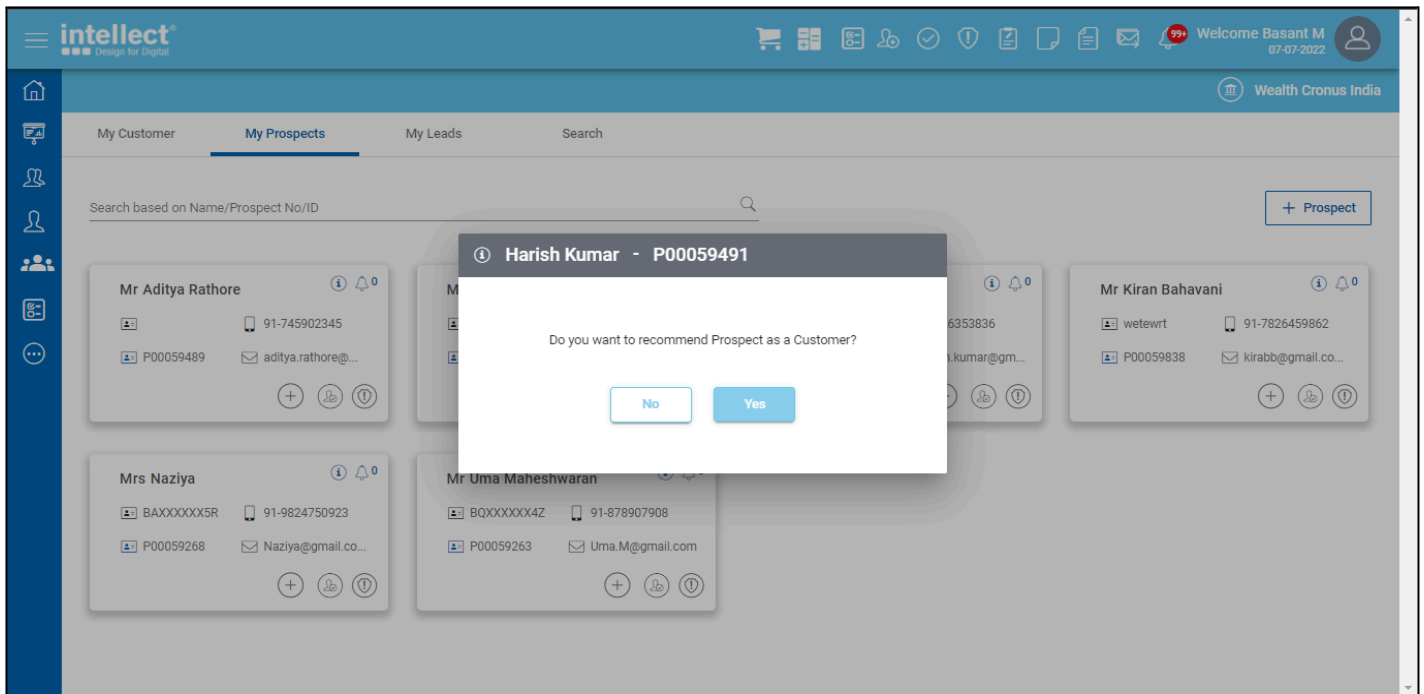 intellect®
Design for Digital
99+
Welcome Basant M
07-07-2022
Wealth Cronus India
My Customer
My Prospects
My Leads
Search
Search based on Name/Prospect No/ID
+ Prospect
Harish Kumar - P00059491
Do you want to recommend Prospect as a Customer?
No
Yes
Mr Aditya Rathore
0
91-745902345
P00059489
aditya.rathore@...
M
0
6353836
.kumar@gm...
Mr Kiran Bahavani
0
wetewrt
91-7826459862
P00059838
kirabb@gmail.co...
Mrs Naziya
0
BAXXXXXX5R
91-9824750923
P00059268
Naziya@gmail.co...
Mr Uma Maheshwaran
BQXXXXXX4Z
91-878907908
P00059263
Uma.M@gmail.com